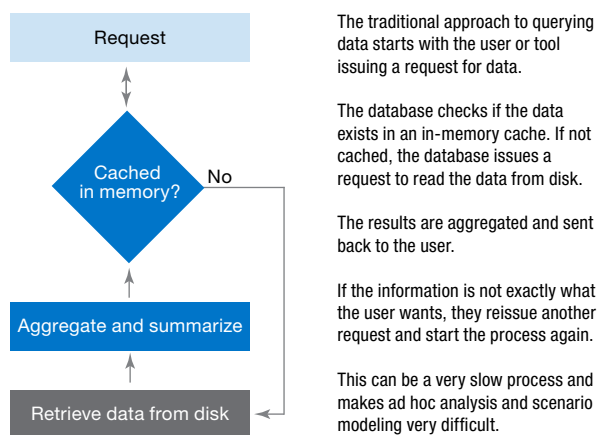 Request
Cached
in memory?
No
Aggregate and summarize
Retrieve data from disk
The traditional approach to querying
data starts with the user or tool
issuing a request for data.
The database checks if the data
exists in an in-memory cache. If not
cached, the database issues a
request to read the data from disk.
The results are aggregated and sent
back to the user.
If the information is not exactly what
the user wants, they reissue another
request and start the process again.
This can be a very slow process and
makes ad hoc analysis and scenario
modeling very difficult.